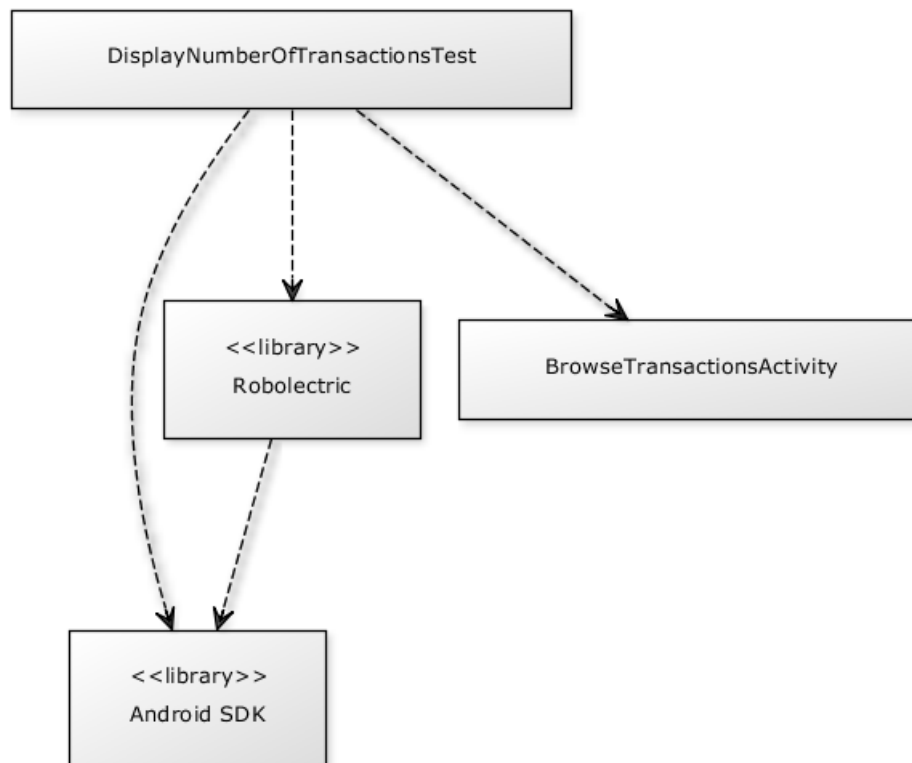 DisplayNumberOfTransactionsTest
<<library>>
Robolectric
BrowseTransactionsActivity
<<library>>
Android SDK